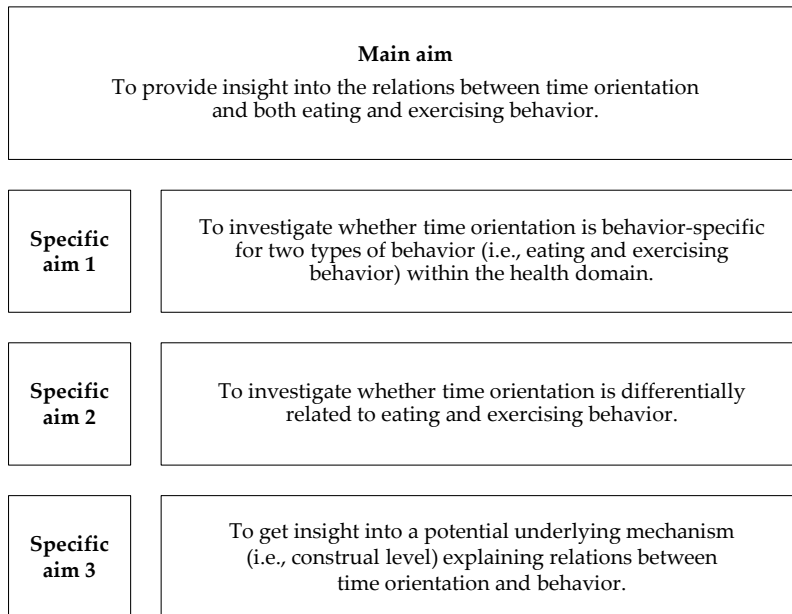 Main aim
To provide insight into the relations between time orientation
and both eating and exercising behavior.
Specific
aim 1
To investigate whether time orientation is behavior-specific
for two types of behavior (i.e., eating and exercising
behavior) within the health domain.
Specific
aim 2
To investigate whether time orientation is differentially
related to eating and exercising behavior.
Specific
aim 3
To get insight into a potential underlying mechanism
(i.e., construal level) explaining relations between
time orientation and behavior.